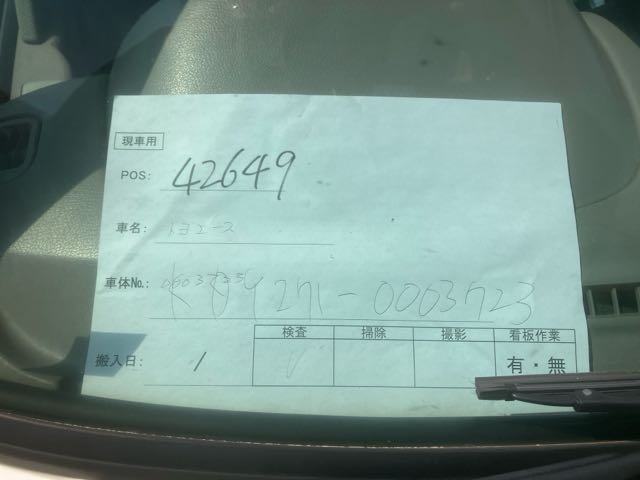 現車用
POS: 42649
車名: トヨエース
車体No.: 271-0003723
検査 掃除 撮影 看板作業
搬入日: / 有・無